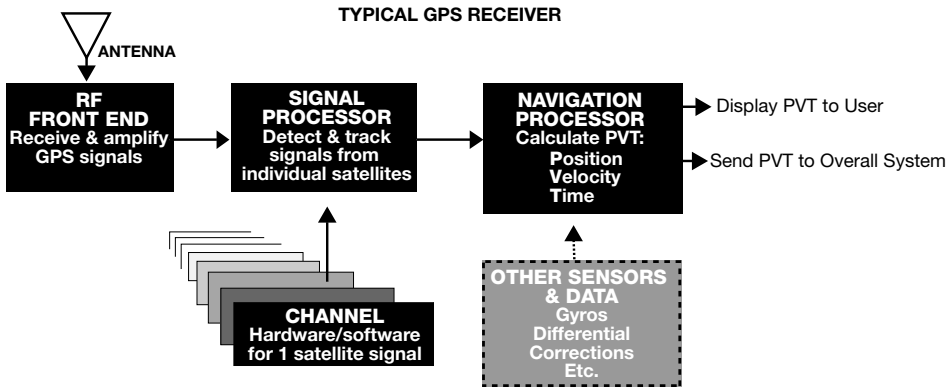 TYPICAL GPS RECEIVER
ANTENNA
RF
FRONT END
Receive & amplify
GPS signals
SIGNAL
PROCESSOR
Detect & track
signals from
individual satellites
NAVIGATION
PROCESSOR
Calculate PVT:
Position
Velocity
Time
Display PVT to User
Send PVT to Overall System
CHANNEL
Hardware/software
for 1 satellite signal
OTHER SENSORS
& DATA
Gyros
Differential
Corrections
Etc.